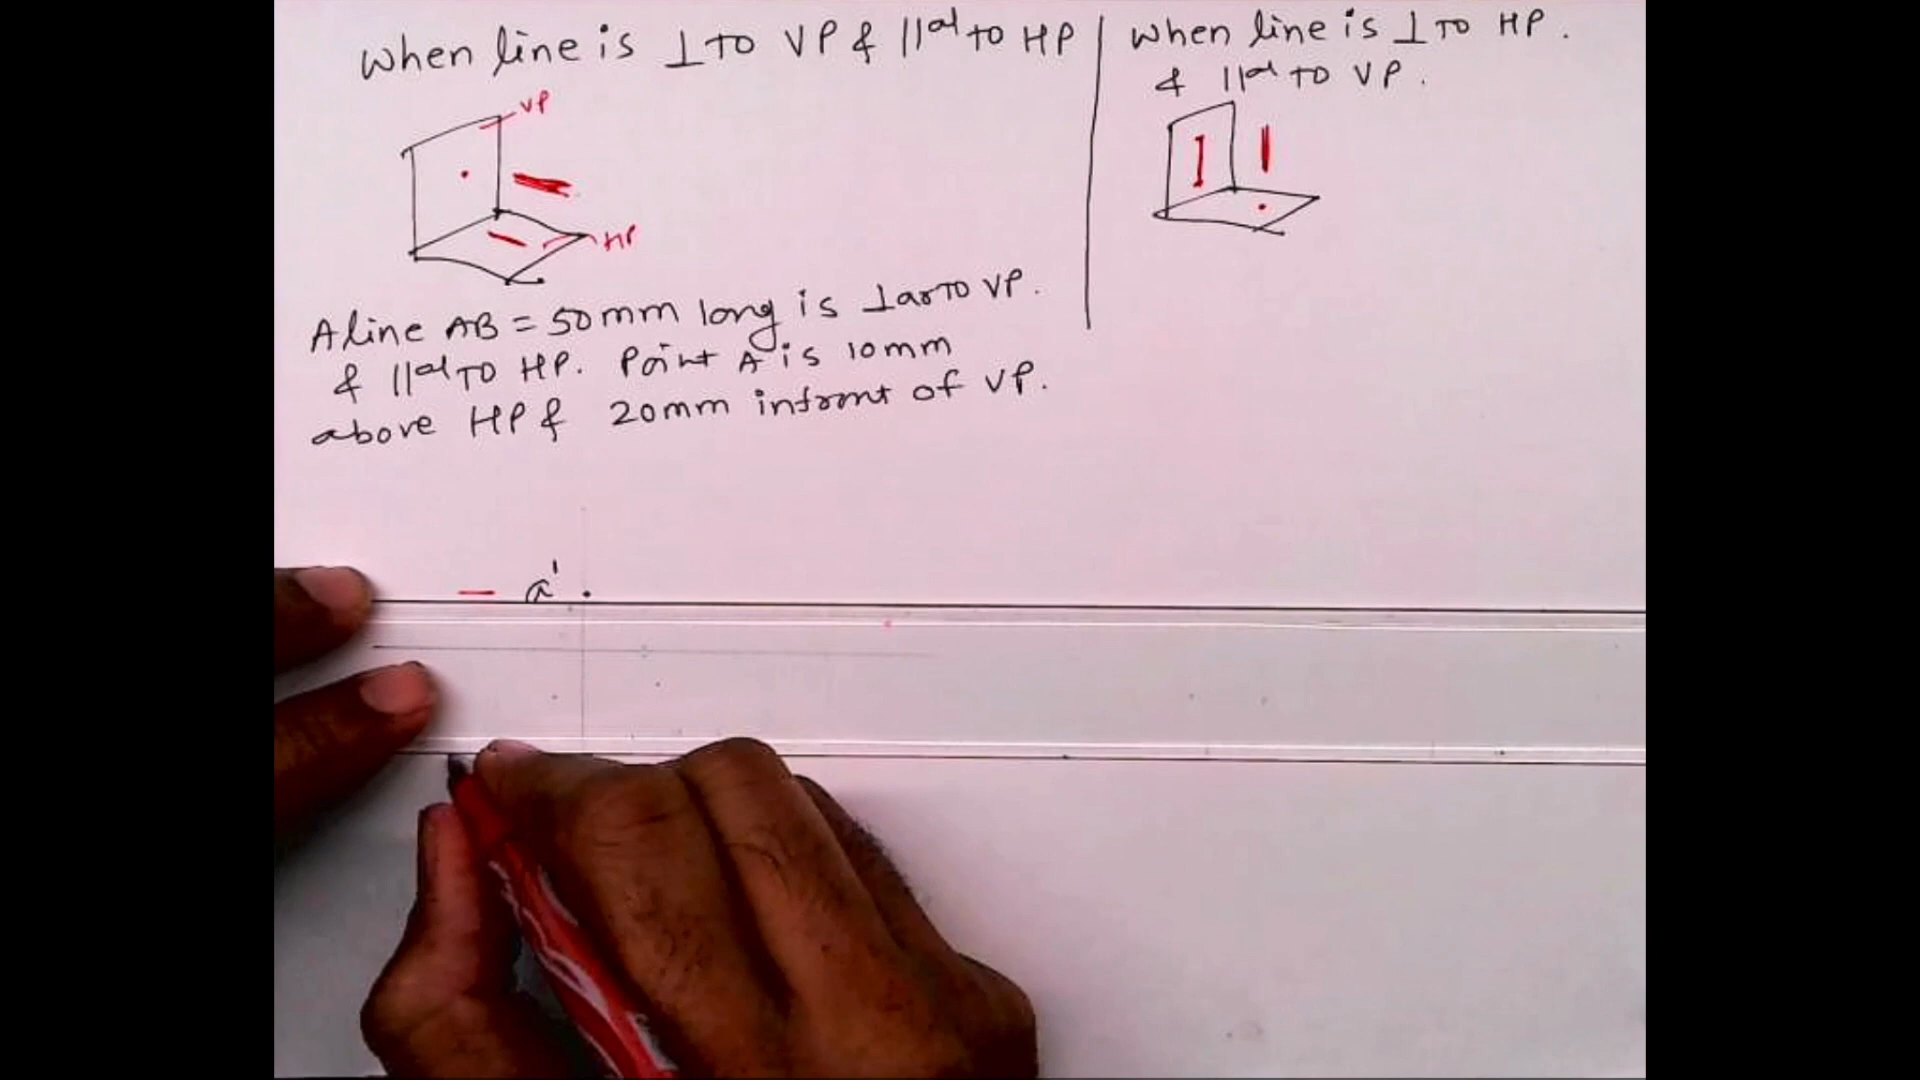 when line is ⊥ TO VP & ||al to HP
VP
HP
A line AB = 50mm long is ⊥ar TO VP.
& ||al TO HP. Point A is 10mm
above HP & 20mm infront of VP.
when line is ⊥ TO HP.
& ||al TO VP.
a'